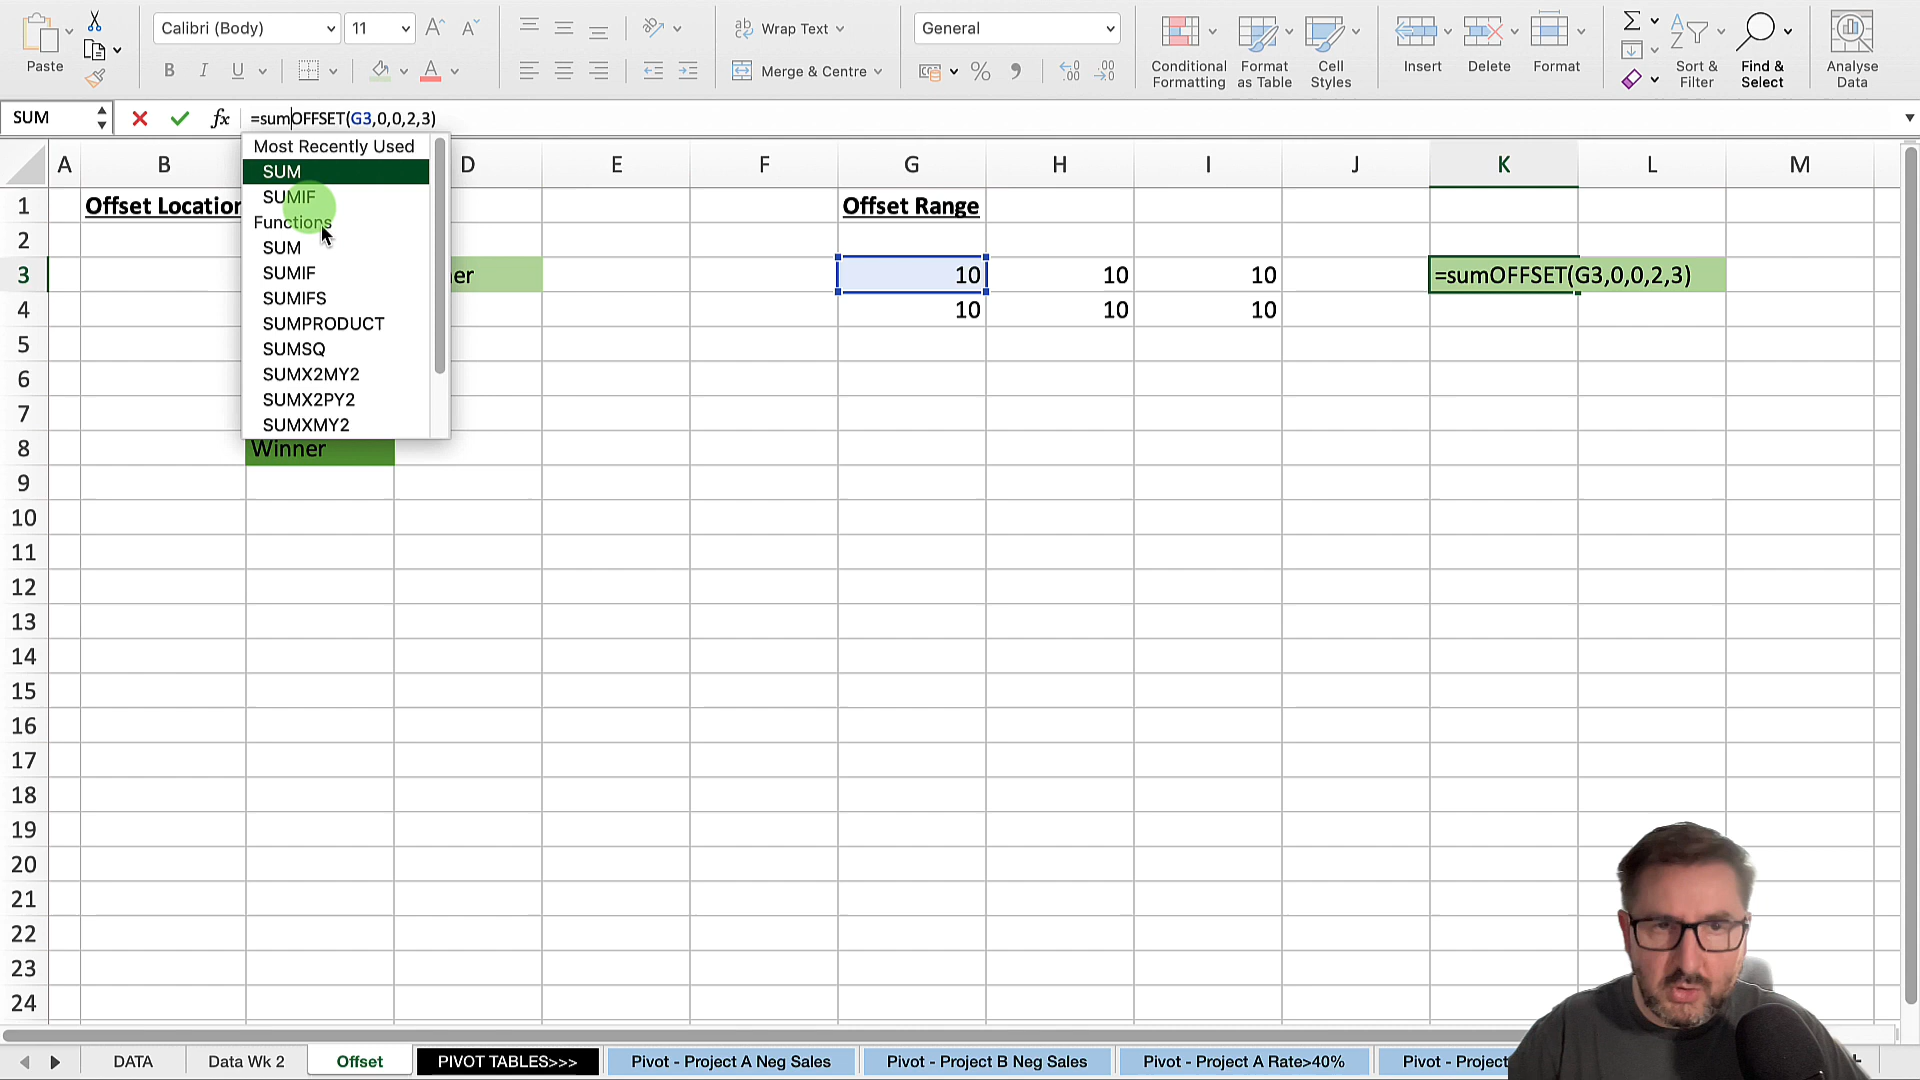 Paste
Calibri (Body)
11
Wrap Text
Merge & Centre
General
Conditional Formatting
Format as Table
Cell Styles
Insert
Delete
Format
Sort & Filter
Find & Select
Analyse Data
SUM
fx
=sumOFFSET(G3,0,0,2,3)
Most Recently Used
SUM
SUMIF
Functions
SUM
SUMIF
SUMIFS
SUMPRODUCT
SUMSQ
SUMX2MY2
SUMX2PY2
SUMXMY2
A B D E F G H I J K L M
1 Offset Location Offset Range
2
3 er 10 10 10 =sumOFFSET(G3,0,0,2,3)
4 10 10 10
5
6
7
8 Winner
9
10
11
12
13
14
15
16
17
18
19
20
21
22
23
24
DATA Data Wk 2 Offset PIVOT TABLES>>> Pivot - Project A Neg Sales Pivot - Project B Neg Sales Pivot - Project A Rate>40% Pivot - Project